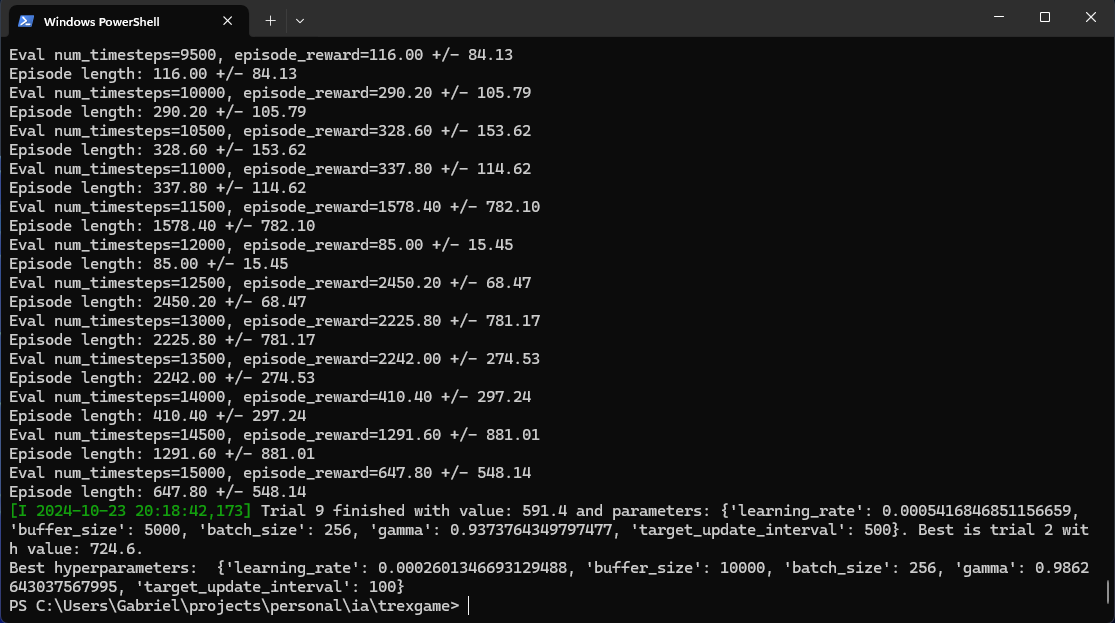 Windows PowerShell
Eval num_timesteps=9500, episode_reward=116.00 +/- 84.13
Episode length: 116.00 +/- 84.13
Eval num_timesteps=10000, episode_reward=290.20 +/- 105.79
Episode length: 290.20 +/- 105.79
Eval num_timesteps=10500, episode_reward=328.60 +/- 153.62
Episode length: 328.60 +/- 153.62
Eval num_timesteps=11000, episode_reward=337.80 +/- 114.62
Episode length: 337.80 +/- 114.62
Eval num_timesteps=11500, episode_reward=1578.40 +/- 782.10
Episode length: 1578.40 +/- 782.10
Eval num_timesteps=12000, episode_reward=85.00 +/- 15.45
Episode length: 85.00 +/- 15.45
Eval num_timesteps=12500, episode_reward=2450.20 +/- 68.47
Episode length: 2450.20 +/- 68.47
Eval num_timesteps=13000, episode_reward=2225.80 +/- 781.17
Episode length: 2225.80 +/- 781.17
Eval num_timesteps=13500, episode_reward=2242.00 +/- 274.53
Episode length: 2242.00 +/- 274.53
Eval num_timesteps=14000, episode_reward=410.40 +/- 297.24
Episode length: 410.40 +/- 297.24
Eval num_timesteps=14500, episode_reward=1291.60 +/- 881.01
Episode length: 1291.60 +/- 881.01
Eval num_timesteps=15000, episode_reward=647.80 +/- 548.14
Episode length: 647.80 +/- 548.14
[I 2024-10-23 20:18:42,173] Trial 9 finished with value: 591.4 and parameters: {'learning_rate': 0.0005416846851156659,
'buffer_size': 5000, 'batch_size': 256, 'gamma': 0.9373764349797477, 'target_update_interval': 500}. Best is trial 2 wit
h value: 724.6.
Best hyperparameters:  {'learning_rate': 0.0002601346693129488, 'buffer_size': 10000, 'batch_size': 256, 'gamma': 0.9862
643037567995, 'target_update_interval': 100}
PS C:\Users\Gabriel\projects\personal\ia\trexgame>